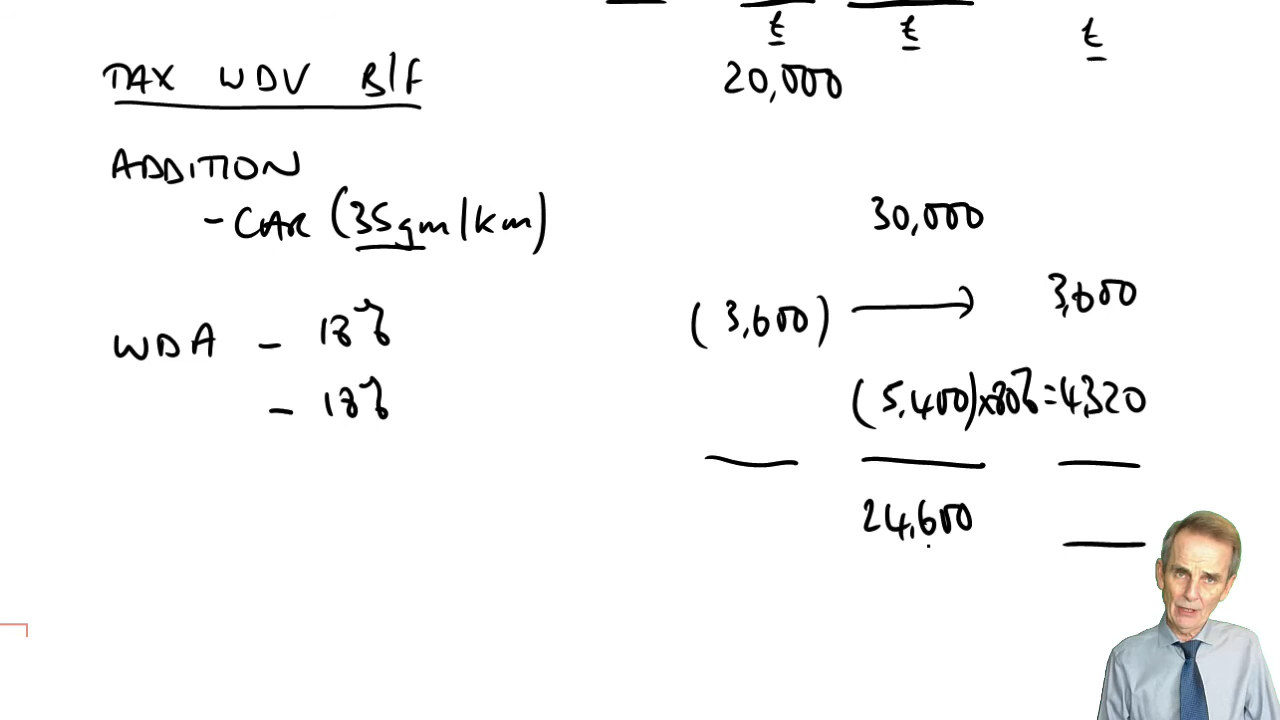 £ £ £
TAX WDV B/F 20,000
ADDITION
- CAR (35gm/km) 30,000
WDA - 18% (3,600) → 3,600
- 18% (5,400)×80%=4,320
24,600